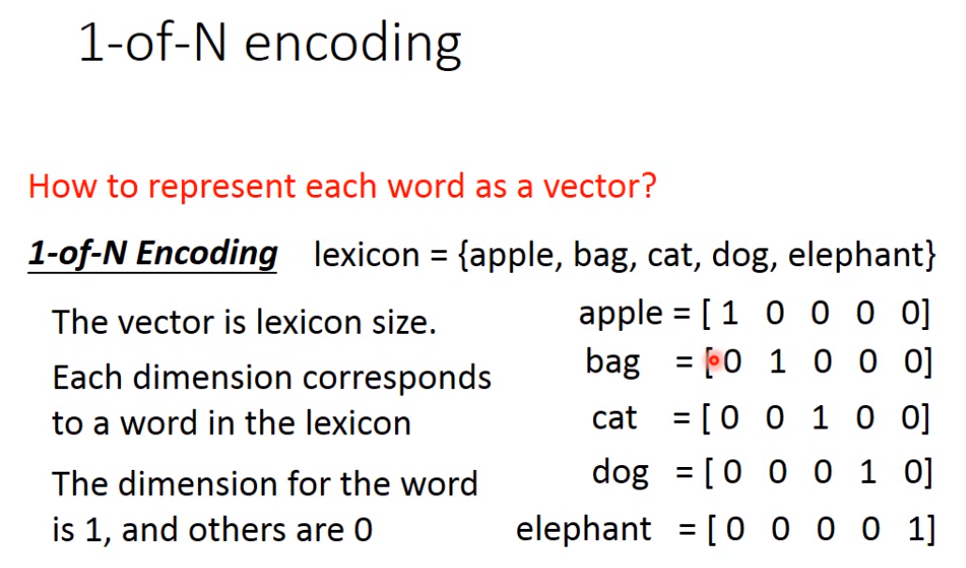 1-of-N encoding
How to represent each word as a vector?
1-of-N Encoding lexicon = {apple, bag, cat, dog, elephant}
The vector is lexicon size.
Each dimension corresponds
to a word in the lexicon
The dimension for the word
is 1, and others are 0
apple = [ 1 0 0 0 0]
bag = [ 0 1 0 0 0]
cat = [ 0 0 1 0 0]
dog = [ 0 0 0 1 0]
elephant = [ 0 0 0 0 1]